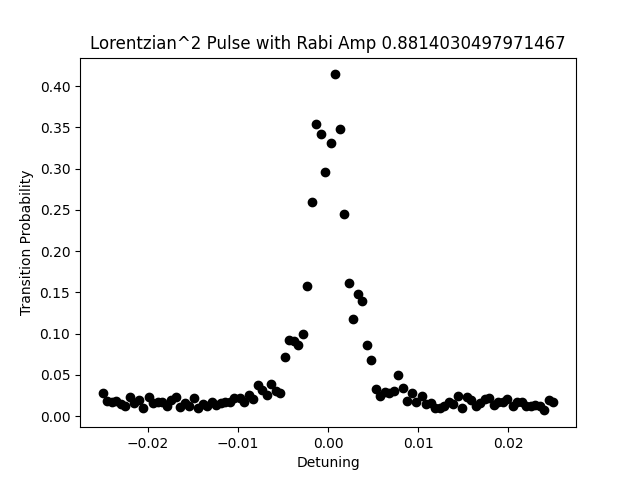 Lorentzian^2 Pulse with Rabi Amp 0.8814030497971467
0.40
0.35
0.30
0.25
0.20
0.15
0.10
0.05
0.00
Transition Probability
−0.02 −0.01 0.00 0.01 0.02
Detuning